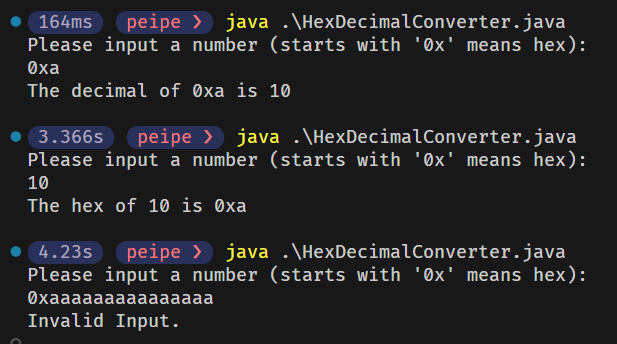 164ms peipe ❯ java .\HexDecimalConverter.java
Please input a number (starts with '0x' means hex):
0xa
The decimal of 0xa is 10
3.366s peipe ❯ java .\HexDecimalConverter.java
Please input a number (starts with '0x' means hex):
10
The hex of 10 is 0xa
4.23s peipe ❯ java .\HexDecimalConverter.java
Please input a number (starts with '0x' means hex):
0xaaaaaaaaaaaaaaa
Invalid Input.